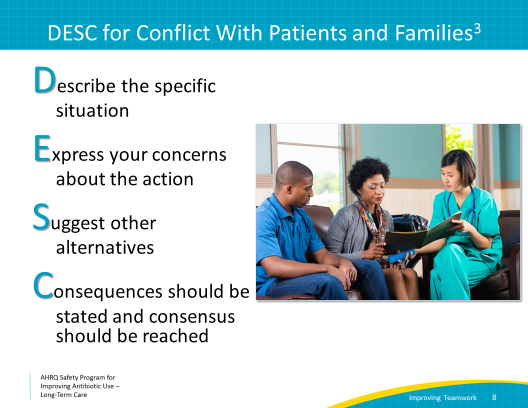 DESC for Conflict With Patients and Families3
Describe the specific
situation
Express your concerns
about the action
Suggest other
alternatives
Consequences should be
stated and consensus
should be reached
AHRQ Safety Program for
Improving Antibiotic Use –
Long-Term Care
Improving Teamwork 8